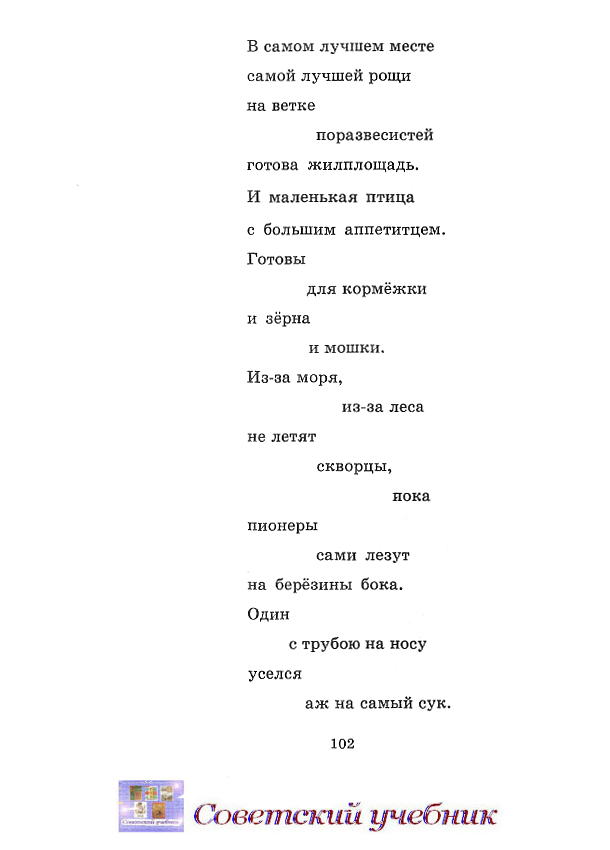 В самом лучшем месте
самой лучшей рощи
на ветке
поразвесистей
готова жилплощадь.
И маленькая птица
с большим аппетитцем.
Готовы
для кормёжки
и зёрна
и мошки.
Из-за моря,
из-за леса
не летят
скворцы,
пока
пионеры
сами лезут
на берёзины бока.
Один
с трубою на носу
уселся
аж на самый сук.
102
Советский учебник
Советский учебник